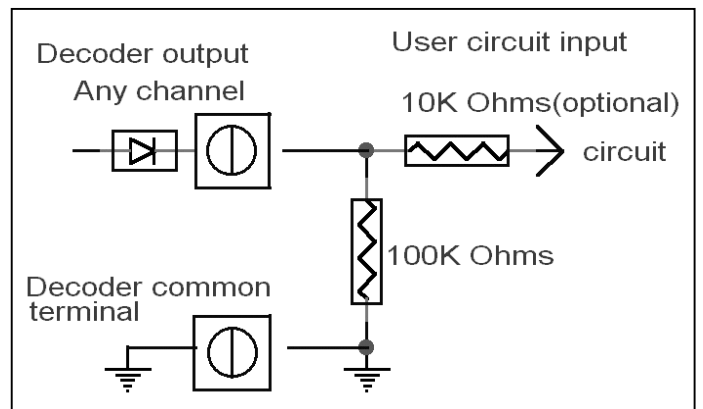 Decoder output
Any channel
User circuit input
10K Ohms(optional)
circuit
100K Ohms
Decoder common
terminal